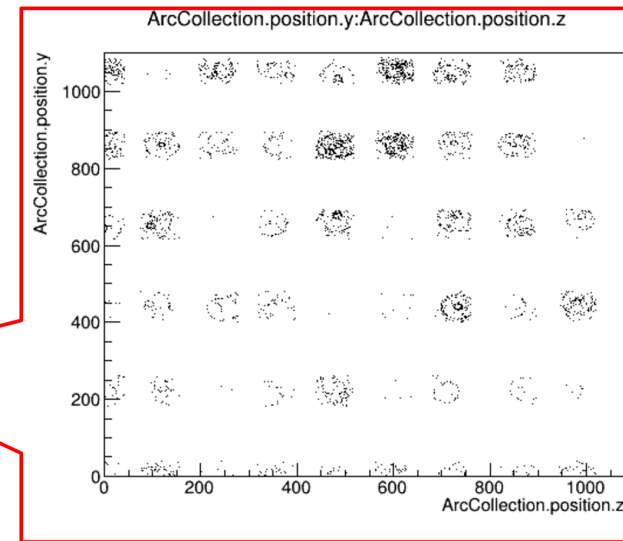 ArcCollection.position.y:ArcCollection.position.z
ArcCollection.position.y
1000
800
600
400
200
0
0 200 400 600 800 1000
ArcCollection.position.z